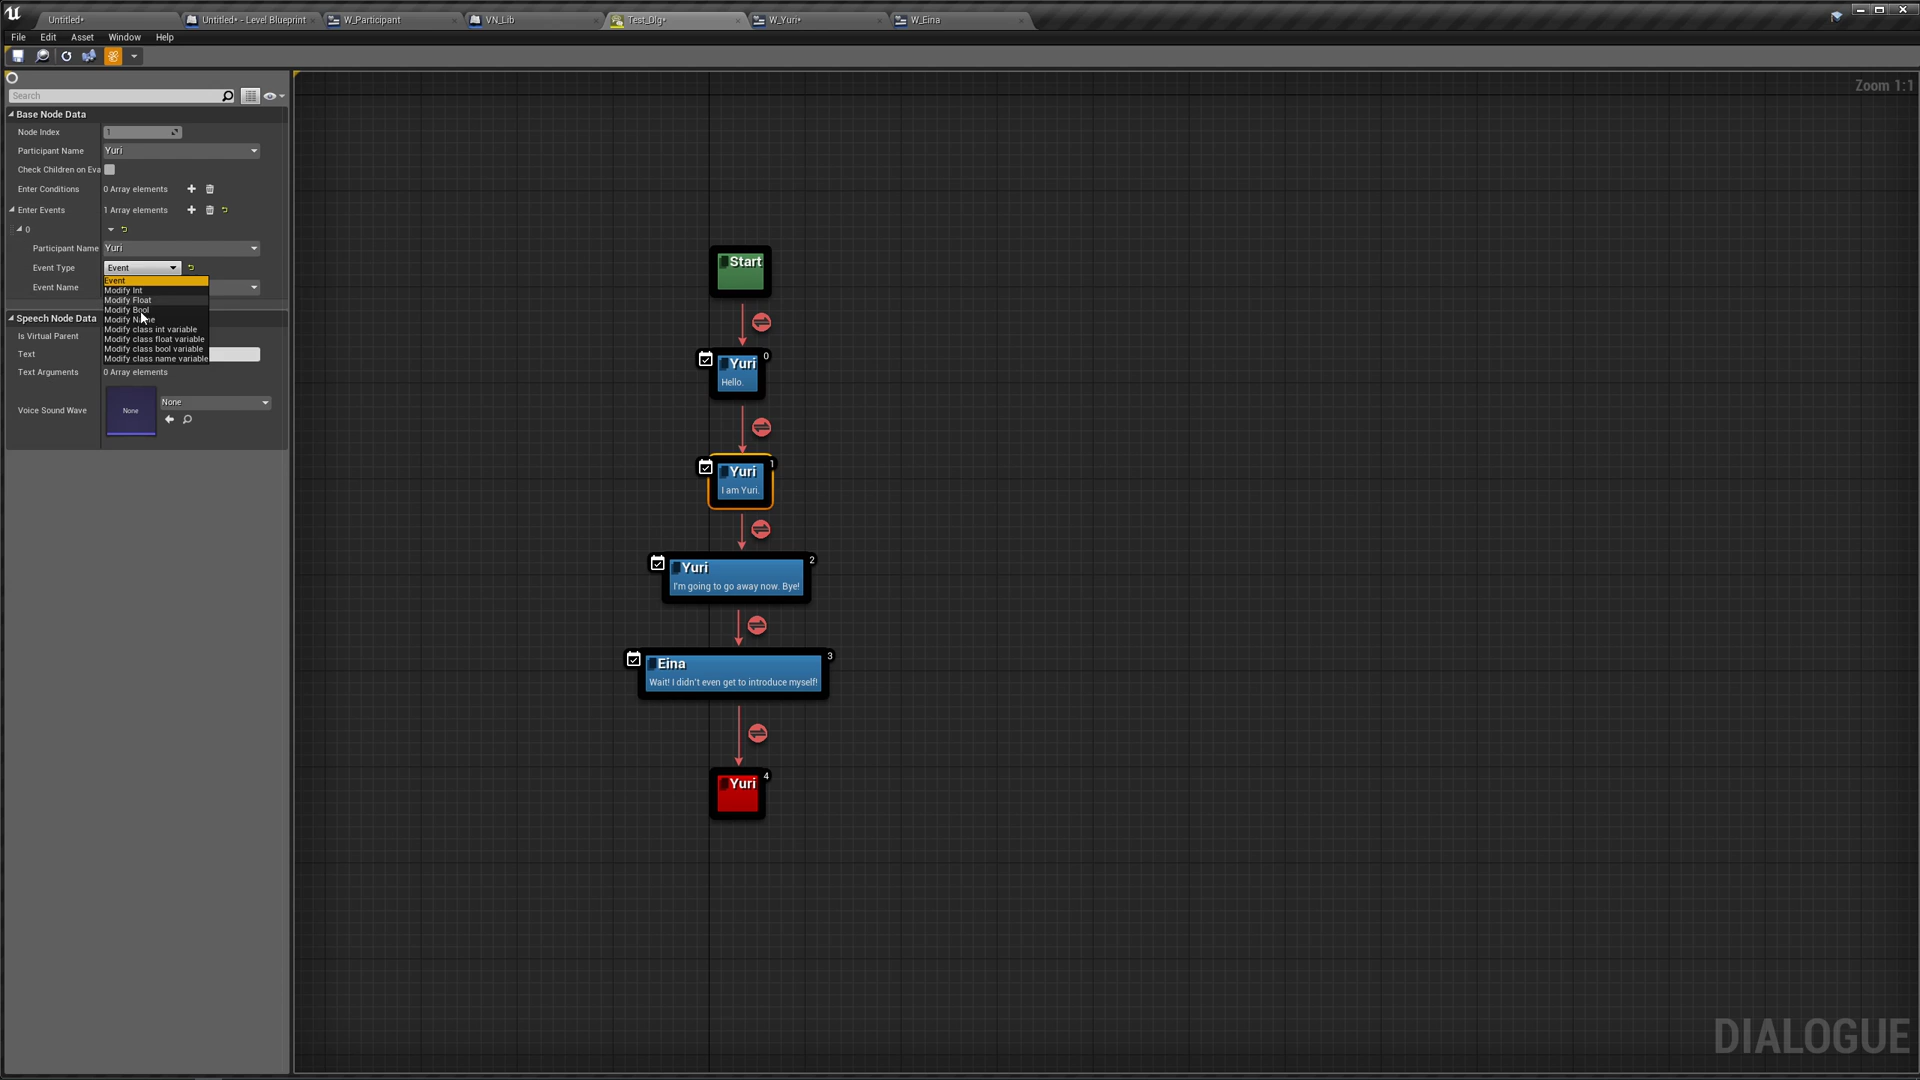 Untitled*
Untitled* - Level Blueprint
W_Participant
VN_Lib
Test_Dlg*
W_Yuri*
W_Eina
File Edit Asset Window Help
Search
Zoom 1:1
Base Node Data
Node Index 1
Participant Name Yuri
Check Children on Eva
Enter Conditions 0 Array elements
Enter Events 1 Array elements
0
Participant Name Yuri
Event Type Event
Event
Event Name
Modify Int
Modify Float
Modify Bool
Modify Name
Modify class int variable
Modify class float variable
Modify class bool variable
Modify class name variable
Speech Node Data
Is Virtual Parent
Text
Text Arguments 0 Array elements
Voice Sound Wave None None
Start
Yuri 0
Hello.
Yuri 1
I am Yuri.
Yuri 2
I'm going to go away now. Bye!
Eina 3
Wait! I didn't even get to introduce myself!
Yuri 4
DIALOGUE